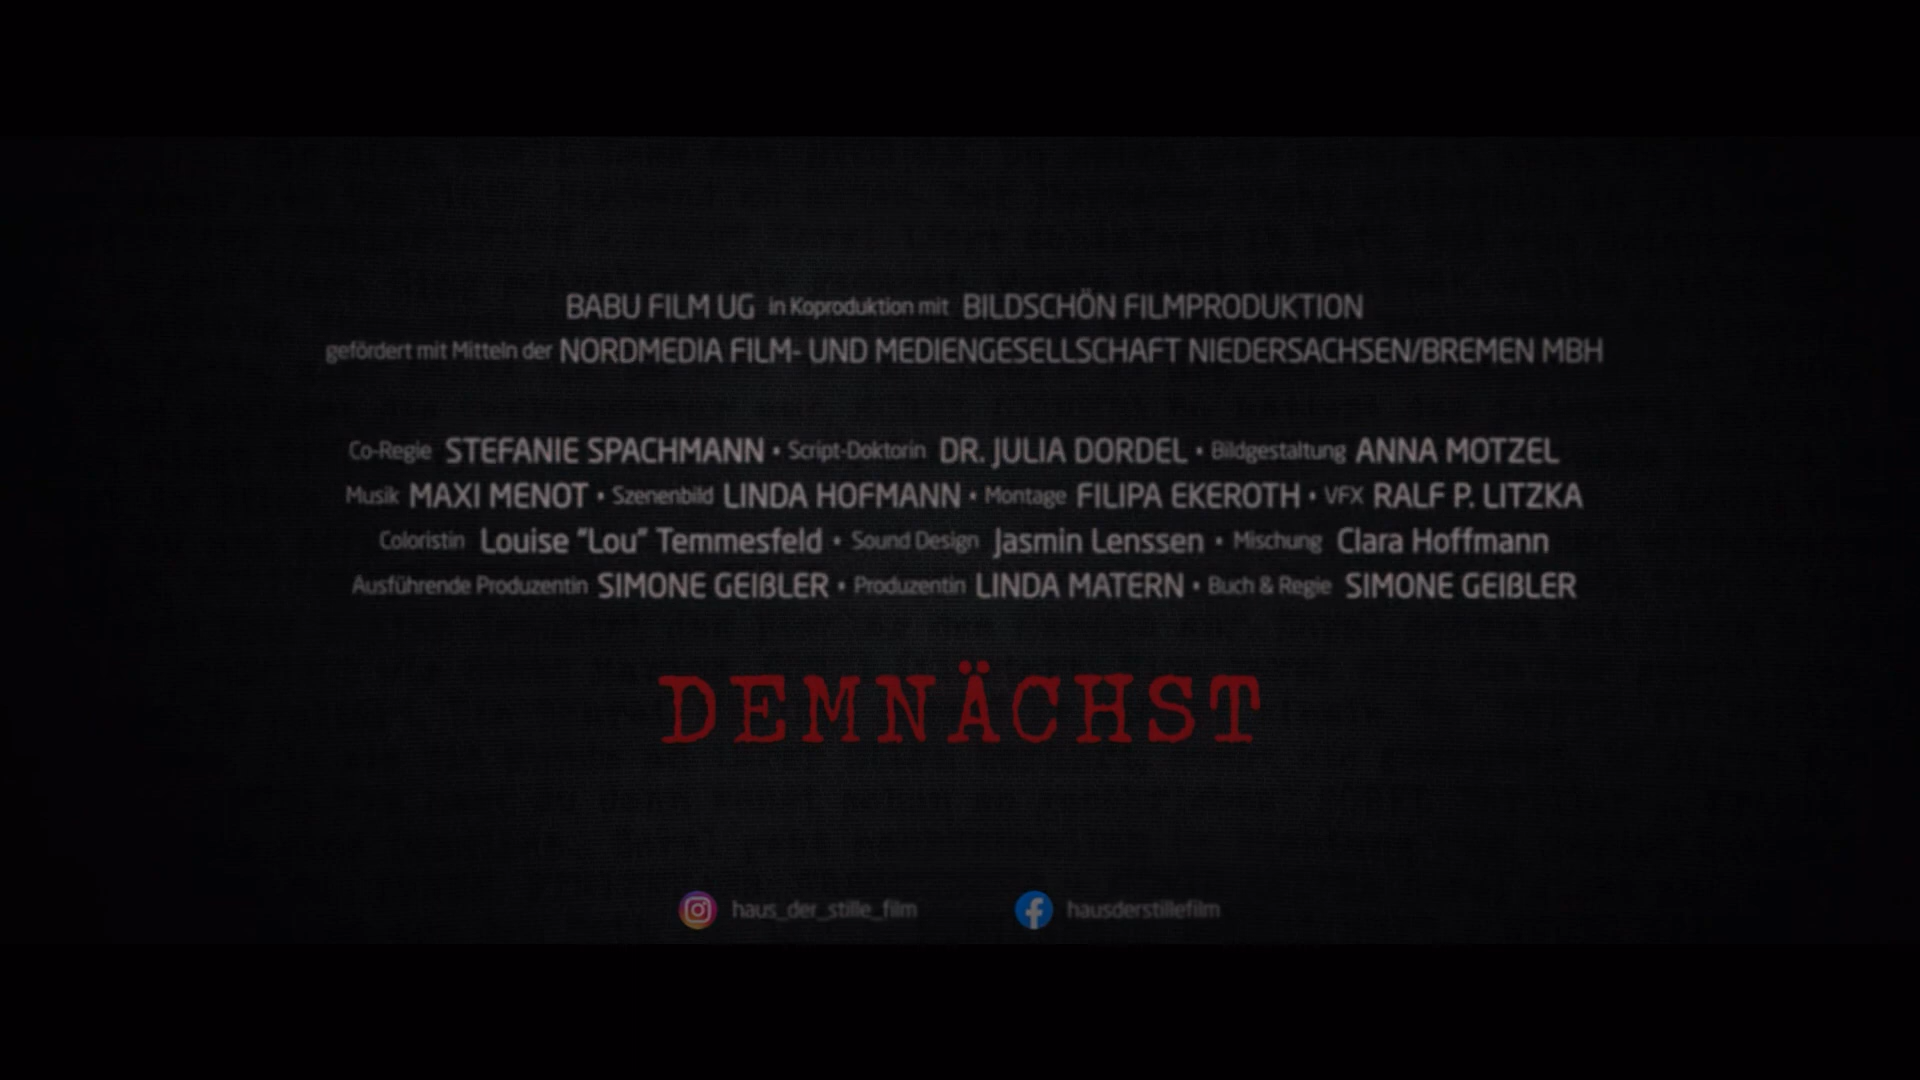 BABU FILM UG in Koproduktion mit BILDSCHÖN FILMPRODUKTION
gefördert mit Mitteln der NORDMEDIA FILM- UND MEDIENGESELLSCHAFT NIEDERSACHSEN/BREMEN MBH
Co-Regie STEFANIE SPACHMANN • Script-Doktorin DR. JULIA DORDEL • Bildgestaltung ANNA MOTZEL
Musik MAXI MENOT • Szenenbild LINDA HOFMANN • Montage FILIPA EKEROTH • VFX RALF P. LITZKA
Coloristin Louise "Lou" Temmesfeld • Sound Design Jasmin Lenssen • Mischung Clara Hoffmann
Ausführende Produzentin SIMONE GEIßLER • Produzentin LINDA MATERN • Buch & Regie SIMONE GEIßLER
DEMNÄCHST
haus_der_stille_film hausderstillefilm